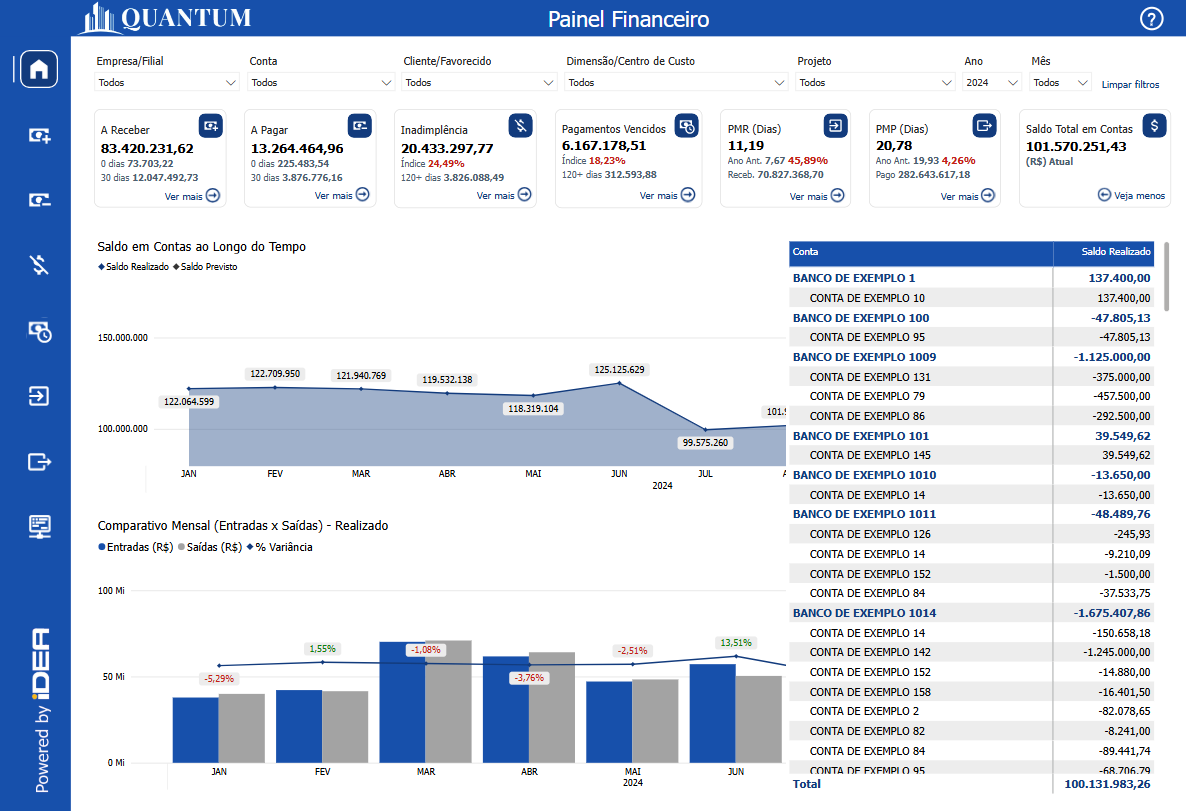 QUANTUM
Painel Financeiro
?
Empresa/Filial
Todos
Conta
Todos
Cliente/Favorecido
Todos
Dimensão/Centro de Custo
Todos
Projeto
Todos
Ano
2024
Mês
Todos
Limpar filtros
A Receber
83.420.231,62
0 dias 73.703,22
30 dias 12.047.492,73
Ver mais
A Pagar
13.264.464,96
0 dias 225.483,54
30 dias 3.876.776,16
Ver mais
Inadimplência
20.433.297,77
Índice 24,49%
120+ dias 3.826.088,49
Ver mais
Pagamentos Vencidos
6.167.178,51
Índice 18,23%
120+ dias 312.593,88
Ver mais
PMR (Dias)
11,19
Ano Ant. 7,67 45,89%
Receb. 70.827.368,70
Ver mais
PMP (Dias)
20,78
Ano Ant. 19,93 4,26%
Pago 282.643.617,18
Ver mais
Saldo Total em Contas
$
101.570.251,43
(R$) Atual
Veja menos
Saldo em Contas ao Longo do Tempo
Saldo Realizado Saldo Previsto
150.000.000
100.000.000
122.064.599
122.709.950
121.940.769
119.532.138
118.319.104
125.125.629
99.575.260
101.9
JAN FEV MAR ABR MAI JUN JUL A
2024
Comparativo Mensal (Entradas x Saídas) - Realizado
Entradas (R$) Saídas (R$) % Variância
100 Mi
50 Mi
0 Mi
-5,29%
1,55%
-1,08%
-3,76%
-2,51%
13,51%
JAN FEV MAR ABR MAI JUN
2024
Conta Saldo Realizado
BANCO DE EXEMPLO 1 137.400,00
CONTA DE EXEMPLO 10 137.400,00
BANCO DE EXEMPLO 100 -47.805,13
CONTA DE EXEMPLO 95 -47.805,13
BANCO DE EXEMPLO 1009 -1.125.000,00
CONTA DE EXEMPLO 131 -375.000,00
CONTA DE EXEMPLO 79 -457.500,00
CONTA DE EXEMPLO 86 -292.500,00
BANCO DE EXEMPLO 101 39.549,62
CONTA DE EXEMPLO 145 39.549,62
BANCO DE EXEMPLO 1010 -13.650,00
CONTA DE EXEMPLO 14 -13.650,00
BANCO DE EXEMPLO 1011 -48.489,76
CONTA DE EXEMPLO 126 -245,93
CONTA DE EXEMPLO 14 -9.210,09
CONTA DE EXEMPLO 152 -1.500,00
CONTA DE EXEMPLO 84 -37.533,75
BANCO DE EXEMPLO 1014 -1.675.407,86
CONTA DE EXEMPLO 14 -150.658,18
CONTA DE EXEMPLO 142 -1.245.000,00
CONTA DE EXEMPLO 152 -14.880,00
CONTA DE EXEMPLO 158 -16.401,50
CONTA DE EXEMPLO 2 -82.078,65
CONTA DE EXEMPLO 82 -8.241,00
CONTA DE EXEMPLO 84 -89.441,74
CONTA DE EXEMPLO 95 -68.706,79
Total 100.131.983,26
Powered by iDEA